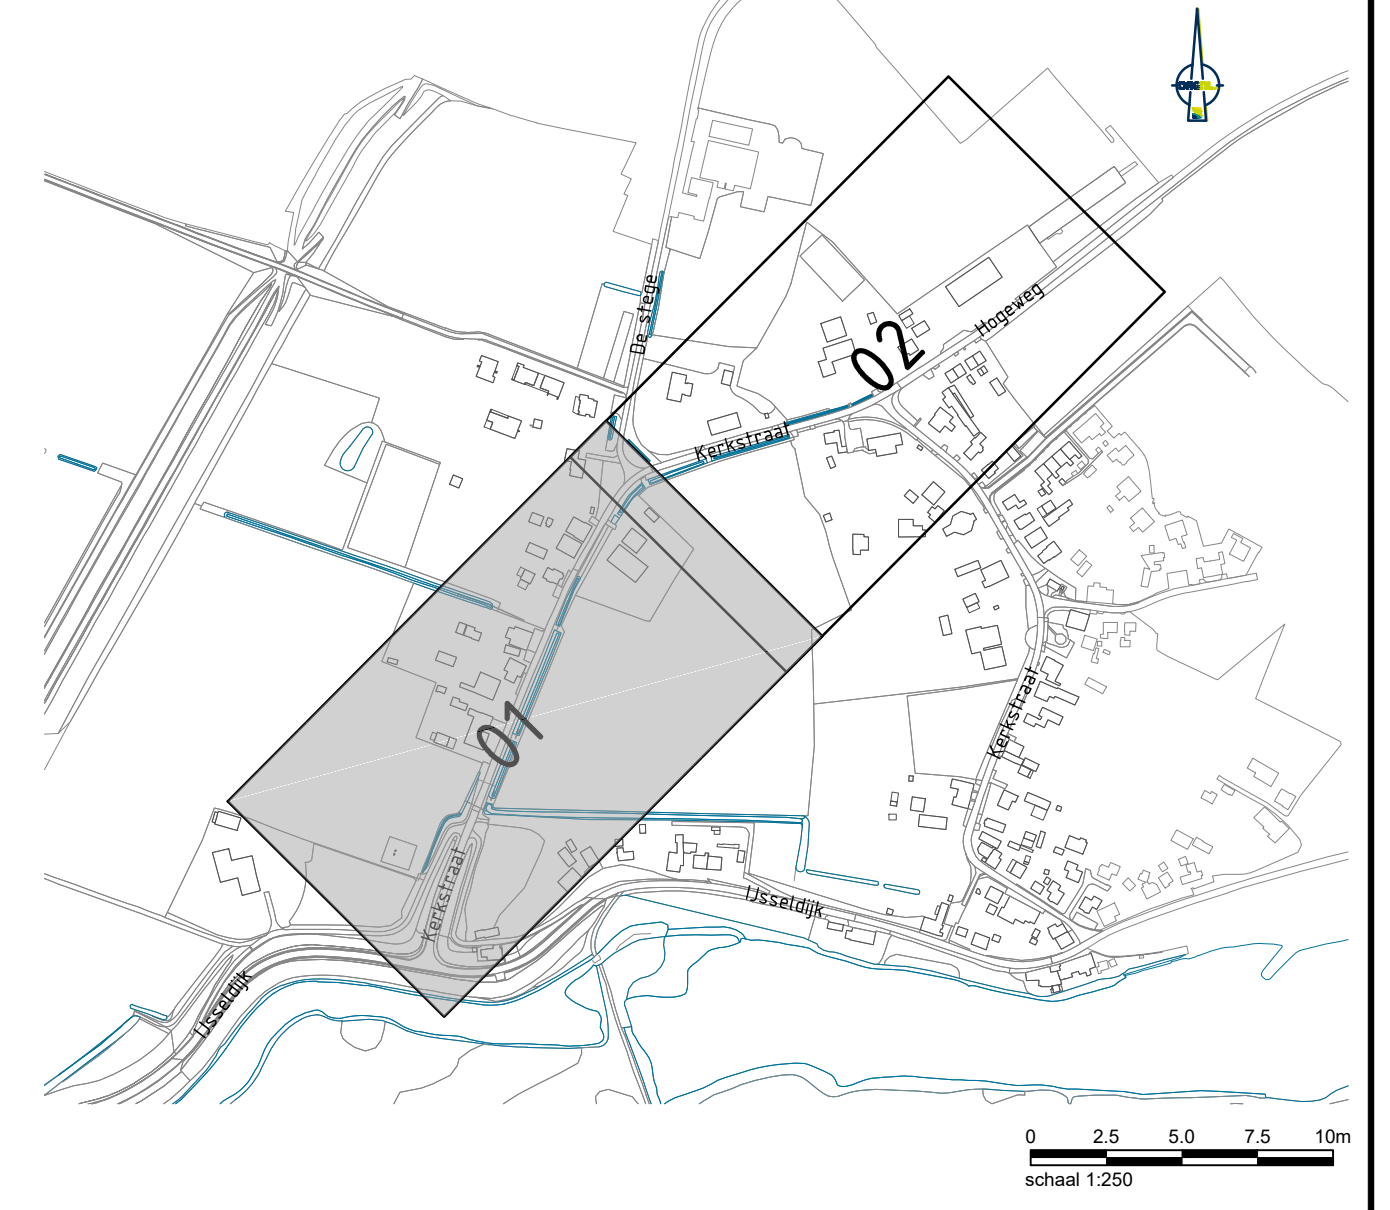 De stege
Hogeweg
02
Kerkstraat
01
Kerkstraat
Kerkstraat
IJsseldijk
IJsseldijk
0 2.5 5.0 7.5 10m
schaal 1:250